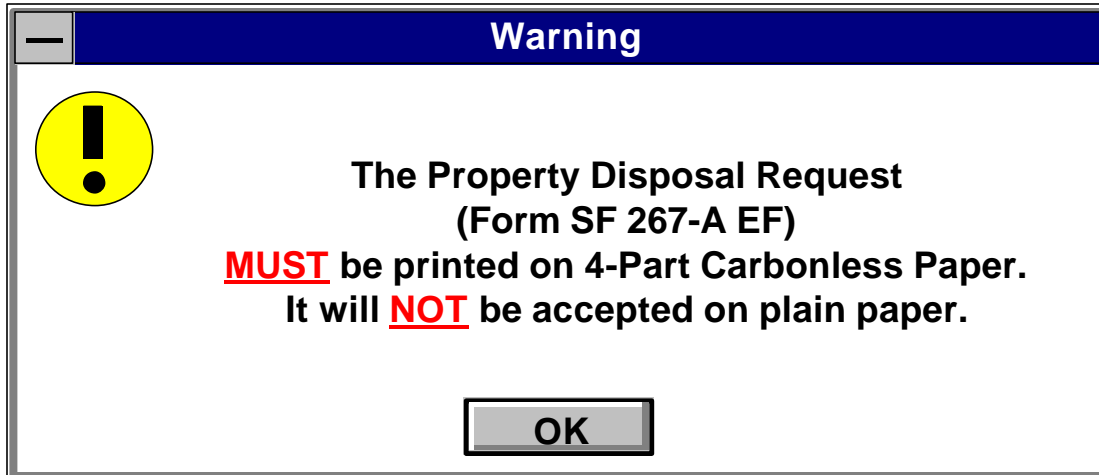 Warning
The Property Disposal Request
(Form SF 267-A EF)
MUST be printed on 4-Part Carbonless Paper.
It will NOT be accepted on plain paper.
OK